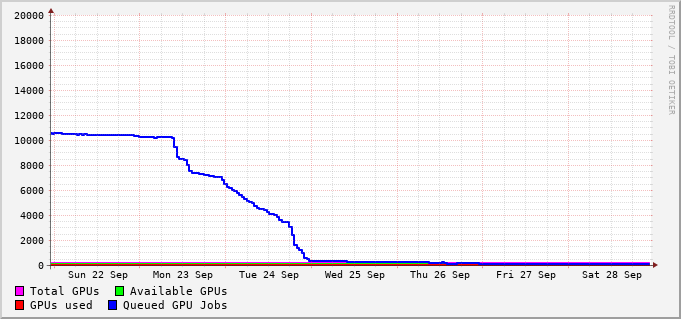 RRDTOOL / TOBI OETIKER
20000
18000
16000
14000
12000
10000
8000
6000
4000
2000
0
Sun 22 Sep Mon 23 Sep Tue 24 Sep Wed 25 Sep Thu 26 Sep Fri 27 Sep Sat 28 Sep
Total GPUs Available GPUs
GPUs used Queued GPU Jobs